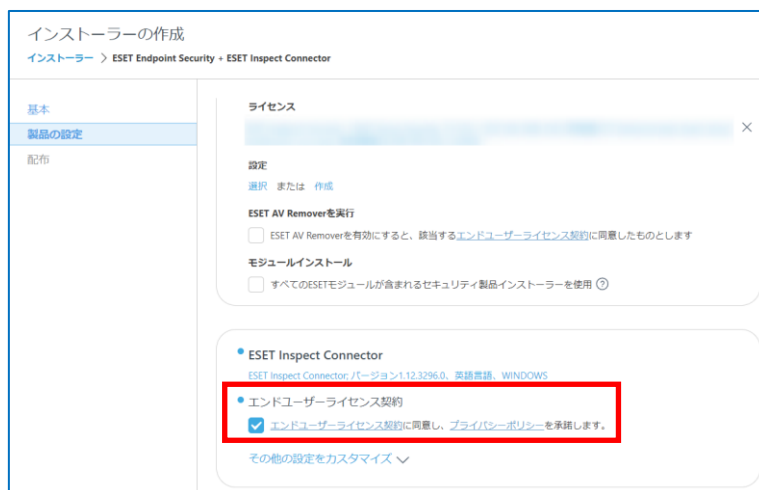 インストーラーの作成
インストーラー > ESET Endpoint Security + ESET Inspect Connector
基本
製品の設定
配布
ライセンス
設定
選択 または 作成
ESET AV Removerを実行
ESET AV Removerを有効にすると、該当するエンドユーザーライセンス契約に同意したものとします
モジュールインストール
すべてのESETモジュールが含まれるセキュリティ製品インストーラーを使用
ESET Inspect Connector
ESET Inspect Connector; バージョン1.12.3296.0、英語言語、WINDOWS
エンドユーザーライセンス契約
エンドユーザーライセンス契約に同意し、プライバシーポリシーを承諾します。
その他の設定をカスタマイズ